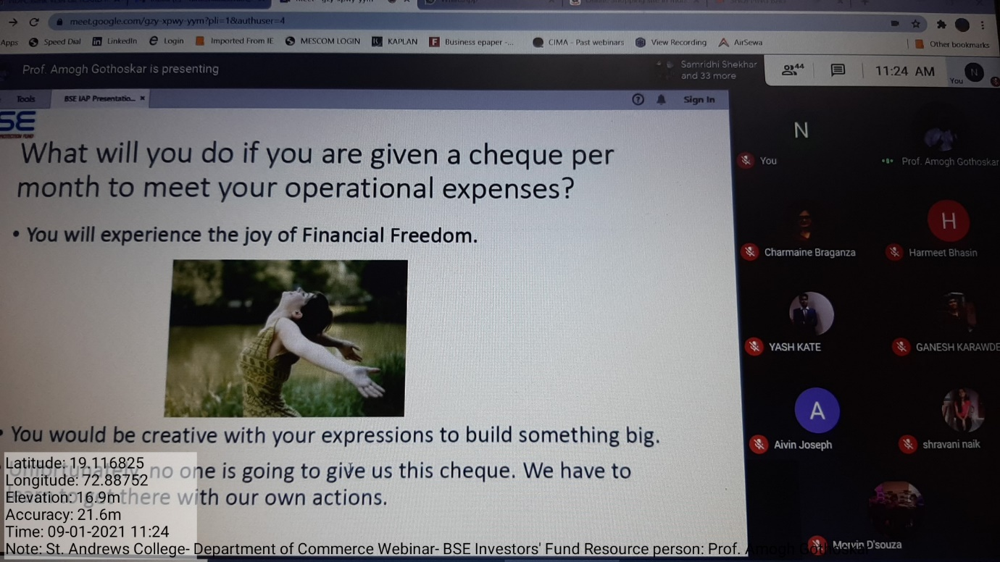 meet.google.com/gzy-xpwy-yym?pli=1&authuser=4
Apps Speed Dial LinkedIn Login Imported From IE MESCOM LOGIN KAPLAN Business epaper -... CIMA - Past webinars View Recording AirSewa Other bookmarks
Prof. Amogh Gothoskar is presenting
Samridhi Shekhar
and 33 more
44
11:24 AM
You
N
Tools BSE IAP Presentatio... × Sign In
SE
What will you do if you are given a cheque per
month to meet your operational expenses?
• You will experience the joy of Financial Freedom.
• You would be creative with your expressions to build something big.
Unfortunately, no one is going to give us this cheque. We have to
learn to get there with our own actions.
N
You
Prof. Amogh Gothoskar
Charmaine Braganza
H
Harmeet Bhasin
YASH KATE
GANESH KARAWDE
A
Aivin Joseph
shravani naik
Mervin D'souza
Latitude: 19.116825
Longitude: 72.88752
Elevation: 16.9m
Accuracy: 21.6m
Time: 09-01-2021 11:24
Note: St. Andrews College- Department of Commerce Webinar- BSE Investors' Fund Resource person: Prof. Amogh Gothoskar